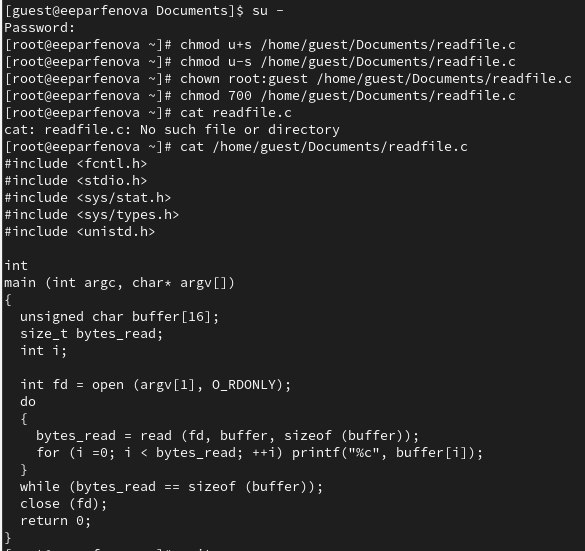 [guest@eeparfenova Documents]$ su -
Password:
[root@eeparfenova ~]# chmod u+s /home/guest/Documents/readfile.c
[root@eeparfenova ~]# chmod u-s /home/guest/Documents/readfile.c
[root@eeparfenova ~]# chown root:guest /home/guest/Documents/readfile.c
[root@eeparfenova ~]# chmod 700 /home/guest/Documents/readfile.c
[root@eeparfenova ~]# cat readfile.c
cat: readfile.c: No such file or directory
[root@eeparfenova ~]# cat /home/guest/Documents/readfile.c
#include <fcntl.h>
#include <stdio.h>
#include <sys/stat.h>
#include <sys/types.h>
#include <unistd.h>

int
main (int argc, char* argv[])
{
  unsigned char buffer[16];
  size_t bytes_read;
  int i;

  int fd = open (argv[1], O_RDONLY);
  do
  {
    bytes_read = read (fd, buffer, sizeof (buffer));
    for (i =0; i < bytes_read; ++i) printf("%c", buffer[i]);
  }
  while (bytes_read == sizeof (buffer));
  close (fd);
  return 0;
}